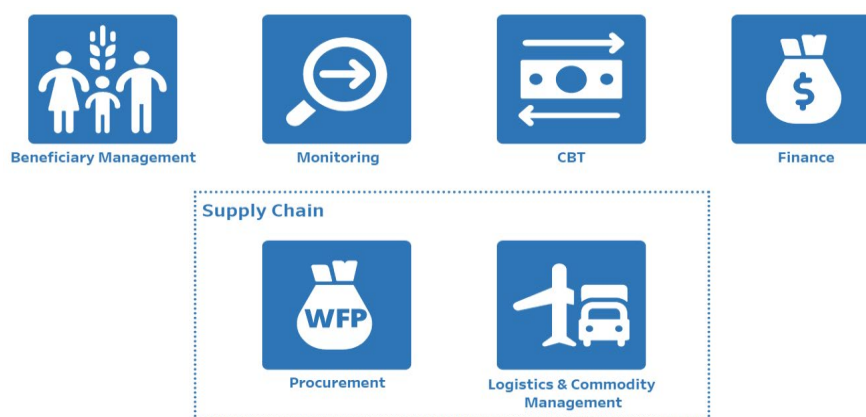 $
Beneficiary Management
Monitoring
CBT
Finance
Supply Chain
WFP
Procurement
Logistics & Commodity
Management